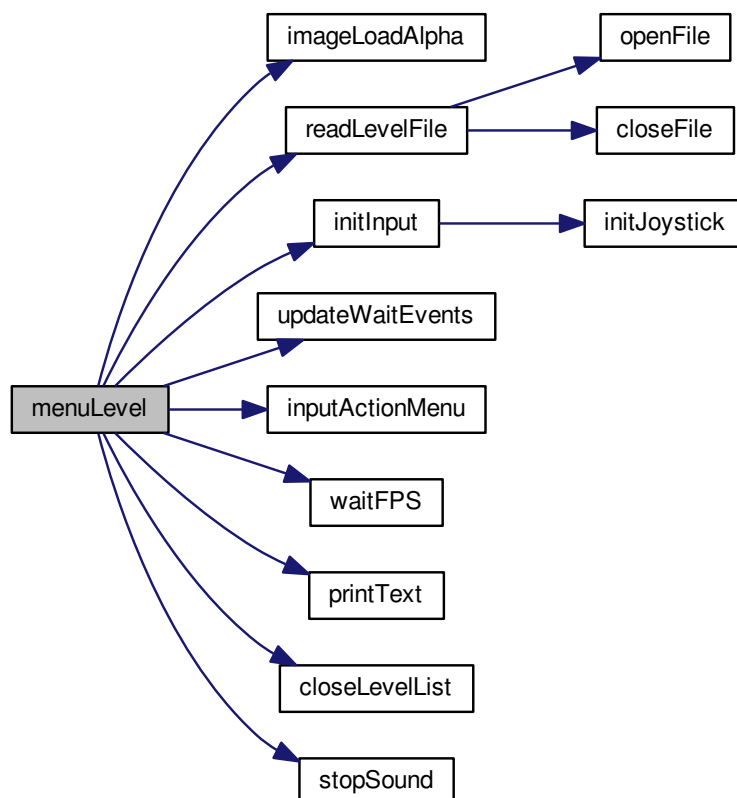 imageLoadAlpha
openFile
readLevelFile
closeFile
initInput
initJoystick
updateWaitEvents
menuLevel
inputActionMenu
waitFPS
printText
closeLevelList
stopSound